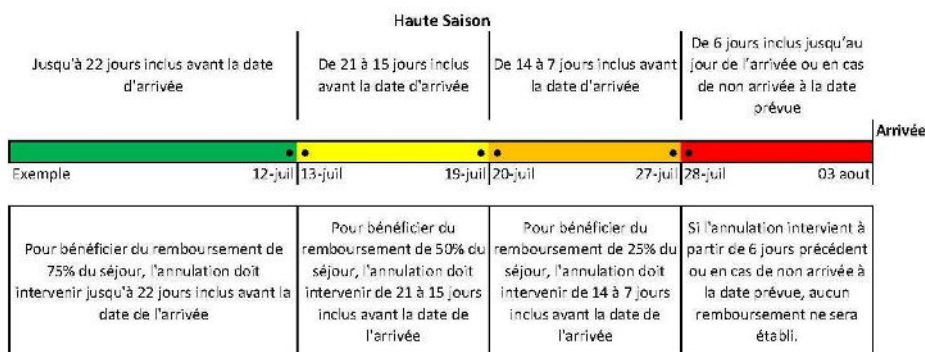 Haute Saison
Jusqu'à 22 jours inclus avant la date
d'arrivée
De 21 à 15 jours inclus
avant la date d'arrivée
De 14 à 7 jours inclus avant
la date d'arrivée
De 6 jours inclus jusqu'au
jour de l'arrivée ou en cas
de non arrivée à la date
prévue
Arrivée
Exemple
12-juil
13-juil
19-juil
20-juil
27-juil
28-juil
03 aout
Pour bénéficier du remboursement de
75% du séjour, l'annulation doit
intervenir jusqu'à 22 jours inclus avant la
date de l'arrivée
Pour bénéficier du
remboursement de 50% du
séjour, l'annulation doit
intervenir de 21 à 15 jours
inclus avant la date de
l'arrivée
Pour bénéficier du
remboursement de 25% du
séjour, l'annulation doit
intervenir de 14 à 7 jours
inclus avant la date de
l'arrivée
Si l'annulation intervient à
partir de 6 jours précédent
ou en cas de non arrivée à
la date prévue, aucun
remboursement ne sera
établi.